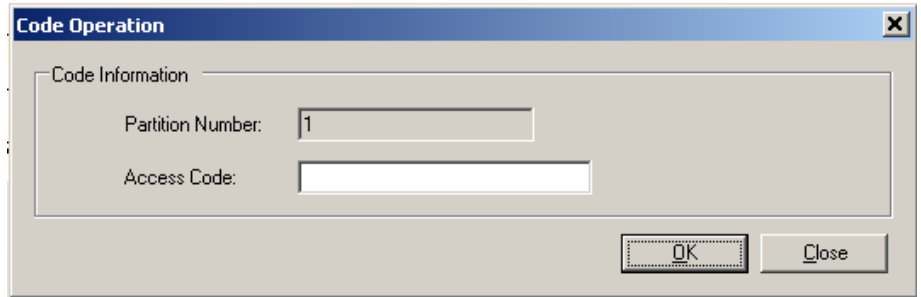 Code Operation
Code Information
Partition Number: 1
Access Code:
OK Close